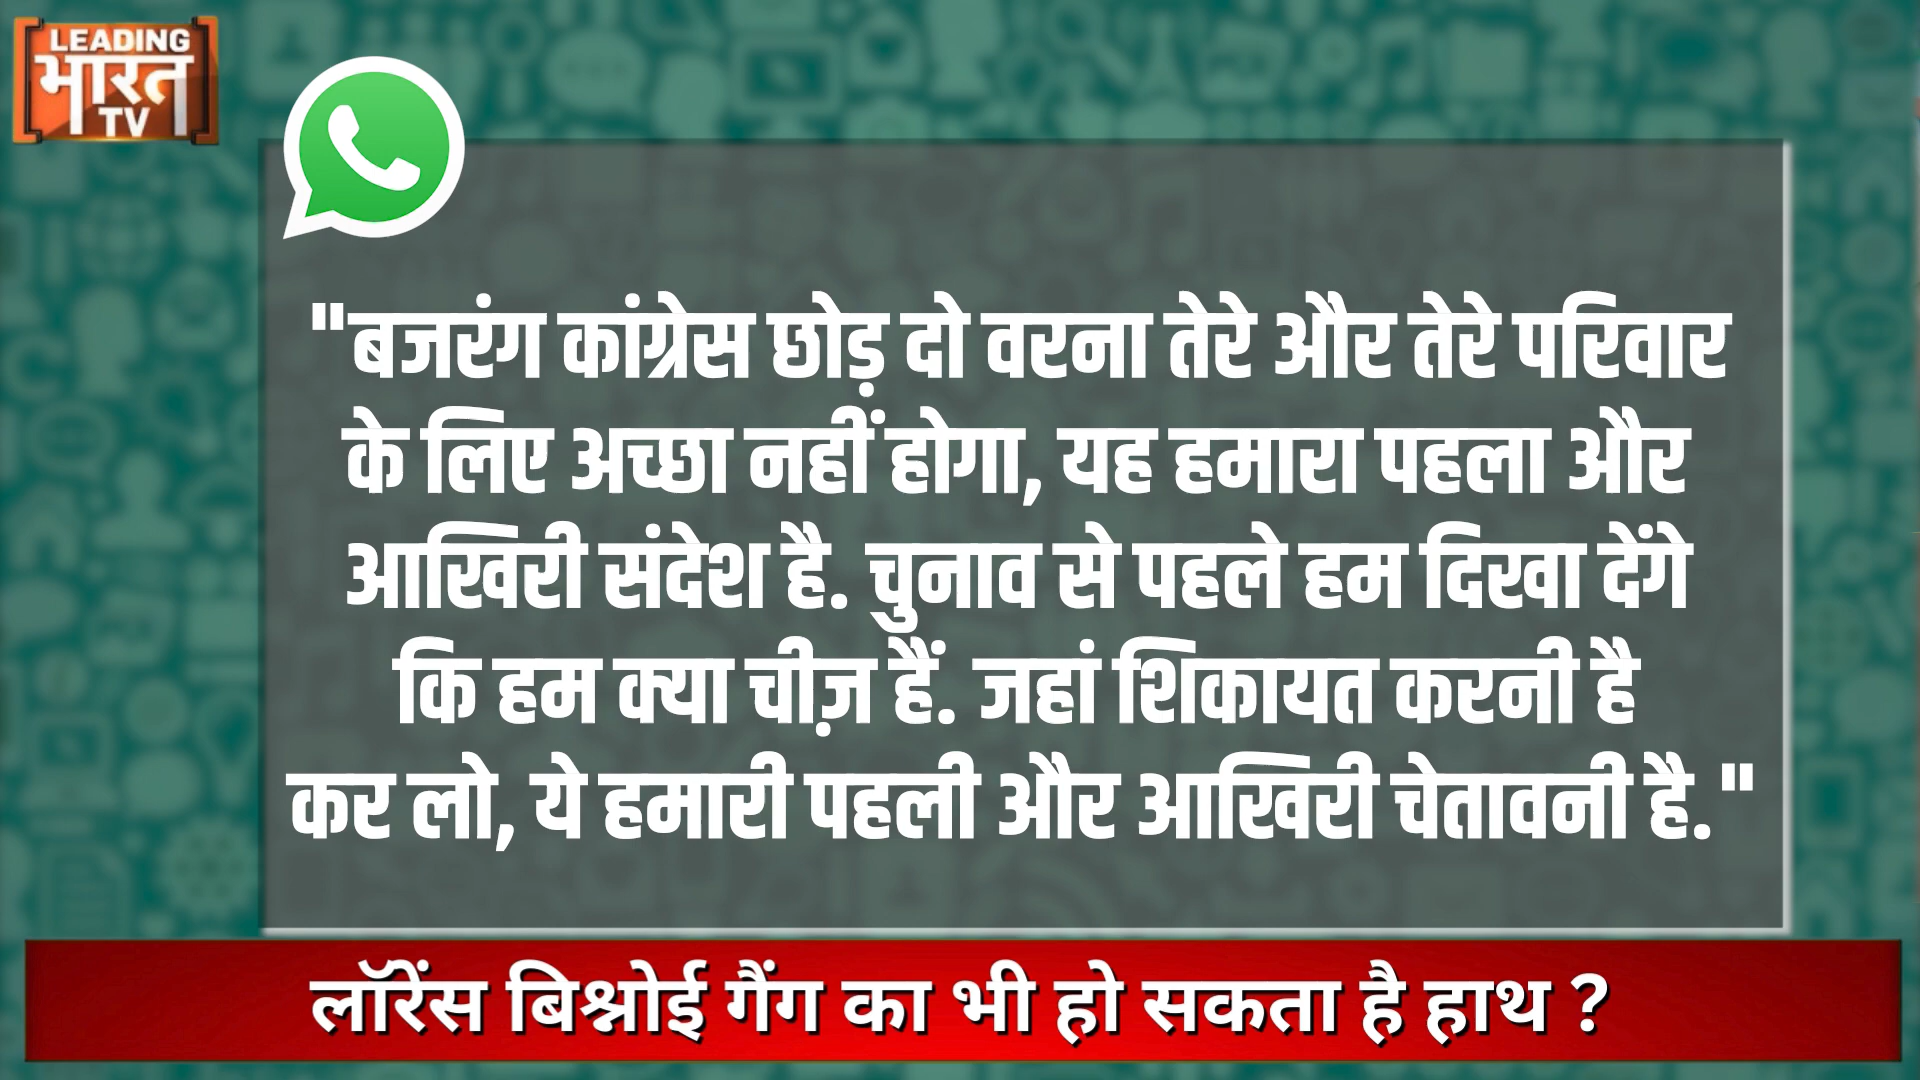 LEADING
भारत
TV
"बजरंग कांग्रेस छोड़ दो वरना तेरे और तेरे परिवार
के लिए अच्छा नहीं होगा, यह हमारा पहला और
आखिरी संदेश है. चुनाव से पहले हम दिखा देंगे
कि हम क्या चीज़ हैं. जहां शिकायत करनी है
कर लो, ये हमारी पहली और आखिरी चेतावनी है."
लॉरेंस बिश्नोई गैंग का भी हो सकता है हाथ ?